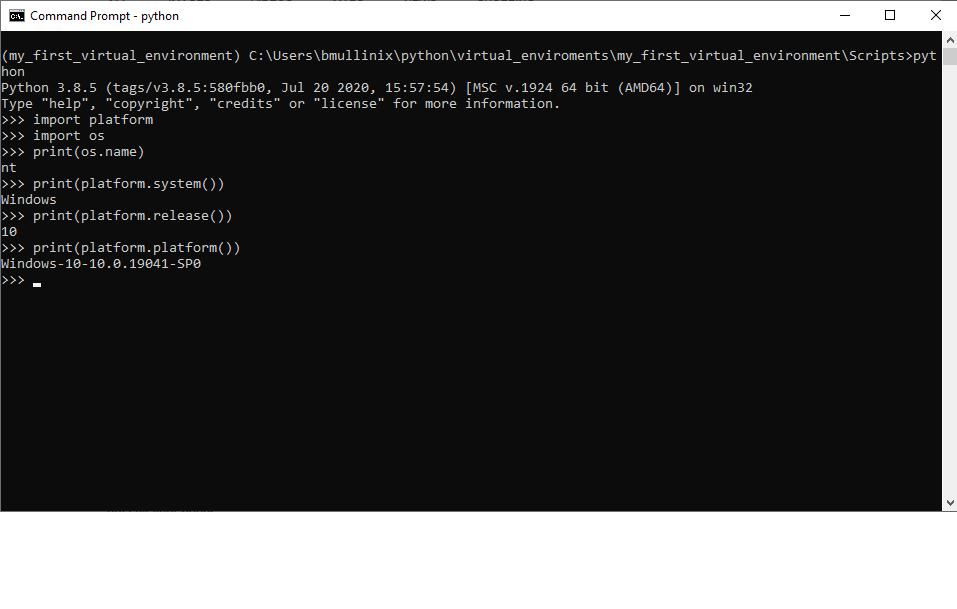 Command Prompt - python
(my_first_virtual_environment) C:\Users\bmullinix\python\virtual_enviroments\my_first_virtual_environment\Scripts>pyt
hon
Python 3.8.5 (tags/v3.8.5:580fbb0, Jul 20 2020, 15:57:54) [MSC v.1924 64 bit (AMD64)] on win32
Type "help", "copyright", "credits" or "license" for more information.
>>> import platform
>>> import os
>>> print(os.name)
nt
>>> print(platform.system())
Windows
>>> print(platform.release())
10
>>> print(platform.platform())
Windows-10-10.0.19041-SP0
>>>